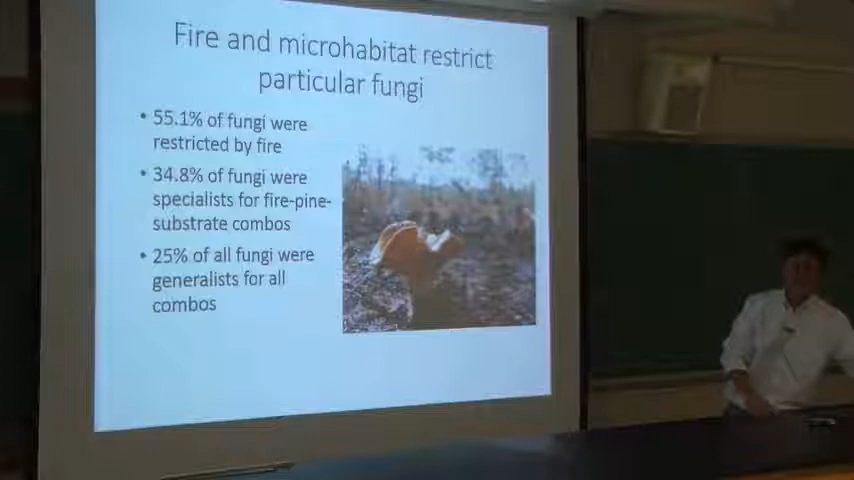 Fire and microhabitat restrict
particular fungi
• 55.1% of fungi were
restricted by fire
• 34.8% of fungi were
specialists for fire-pine-
substrate combos
• 25% of all fungi were
generalists for all
combos